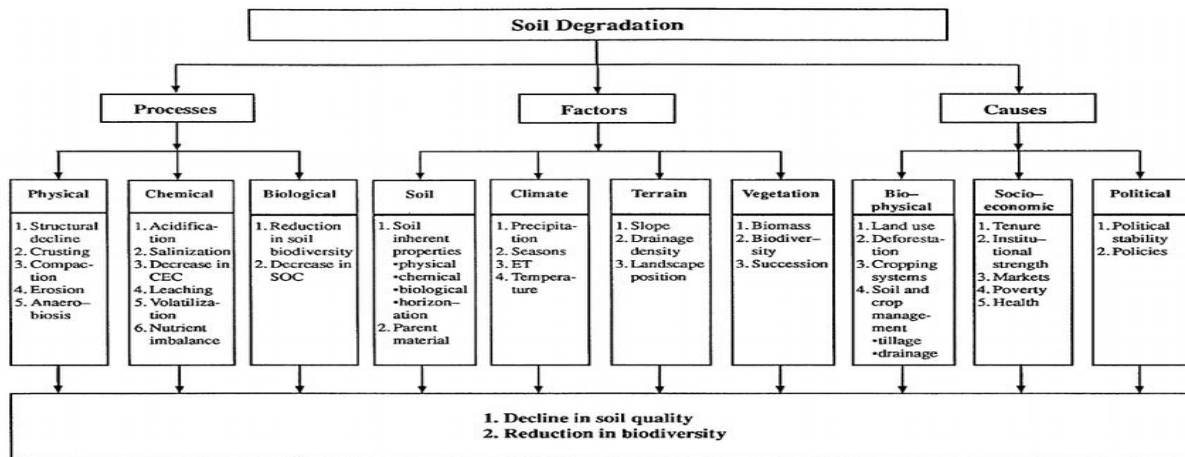 Soil Degradation
Processes
Factors
Causes
Physical
1. Structural
decline
2. Crusting
3. Compac-
tion
4. Erosion
5. Anaero-
biosis
Chemical
1. Acidifica-
tion
2. Salinization
3. Decrease in
CEC
4. Leaching
5. Volatiliza-
tion
6. Nutrient
imbalance
Biological
1. Reduction
in soil
biodiversity
2. Decrease in
SOC
Soil
1. Soil
inherent
properties
•physical
•chemical
•biological
•horizon-
ation
2. Parent
material
Climate
1. Precipita-
tion
2. Seasons
3. ET
4. Tempera-
ture
Terrain
1. Slope
2. Drainage
density
3. Landscape
position
Vegetation
1. Biomass
2. Biodiver-
sity
3. Succession
Bio–
physical
1. Land use
2. Deforesta-
tion
3. Cropping
systems
4. Soil and
crop
manage-
ment
•tillage
•drainage
Socio–
economic
1. Tenure
2. Institu-
tional
strength
3. Markets
4. Poverty
5. Health
Political
1. Political
stability
2. Policies
1. Decline in soil quality
2. Reduction in biodiversity